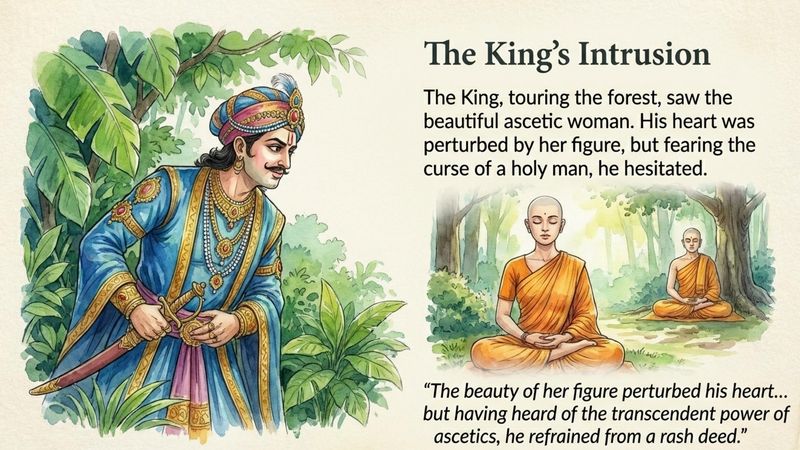 The King’s Intrusion
The King, touring the forest, saw the
beautiful ascetic woman. His heart was
perturbed by her figure, but fearing the
curse of a holy man, he hesitated.
“The beauty of her figure perturbed his heart...
but having heard of the transcendent power of
ascetics, he refrained from a rash deed.”